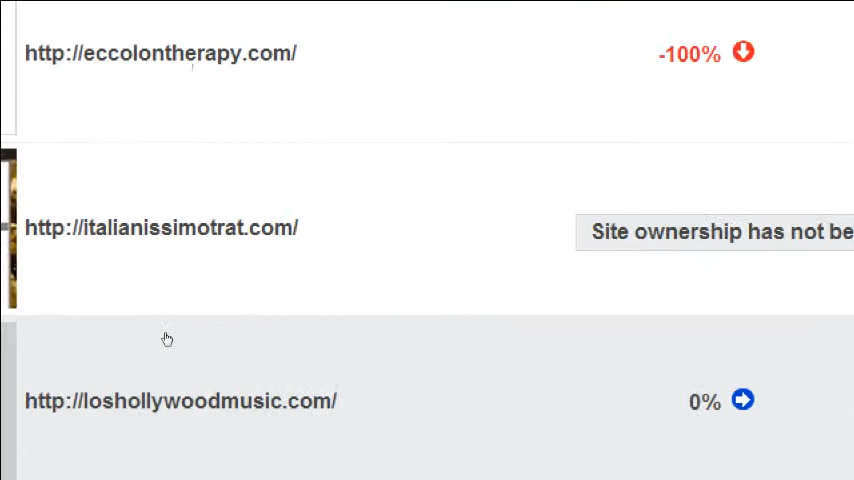 http://eccolontherapy.com/ -100%
http://italianissimotrat.com/ Site ownership has not be
http://loshollywoodmusic.com/ 0%